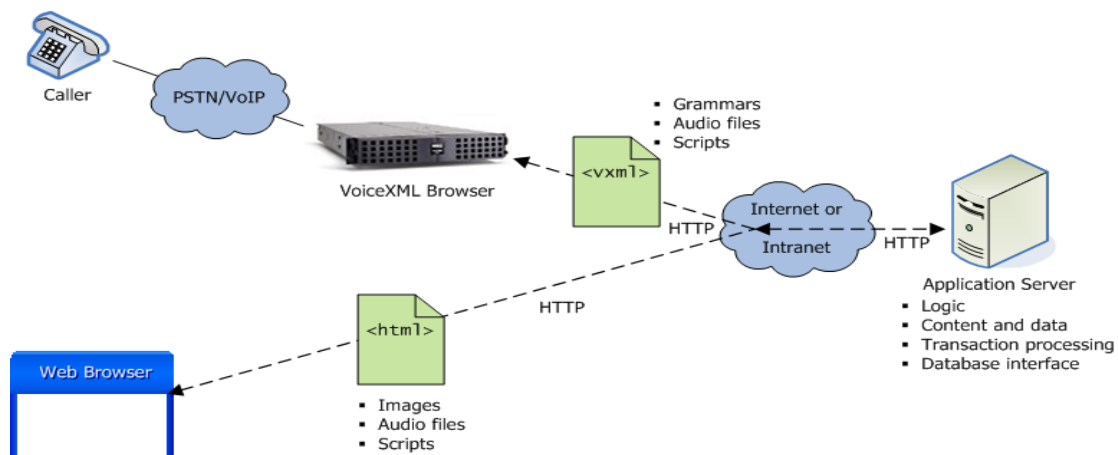 Caller
PSTN/VoIP
VoiceXML Browser
▪ Grammars
▪ Audio files
▪ Scripts
<vxml>
HTTP
Internet or
Intranet
HTTP
Application Server
▪ Logic
▪ Content and data
▪ Transaction processing
▪ Database interface
HTTP
<html>
▪ Images
▪ Audio files
▪ Scripts
Web Browser